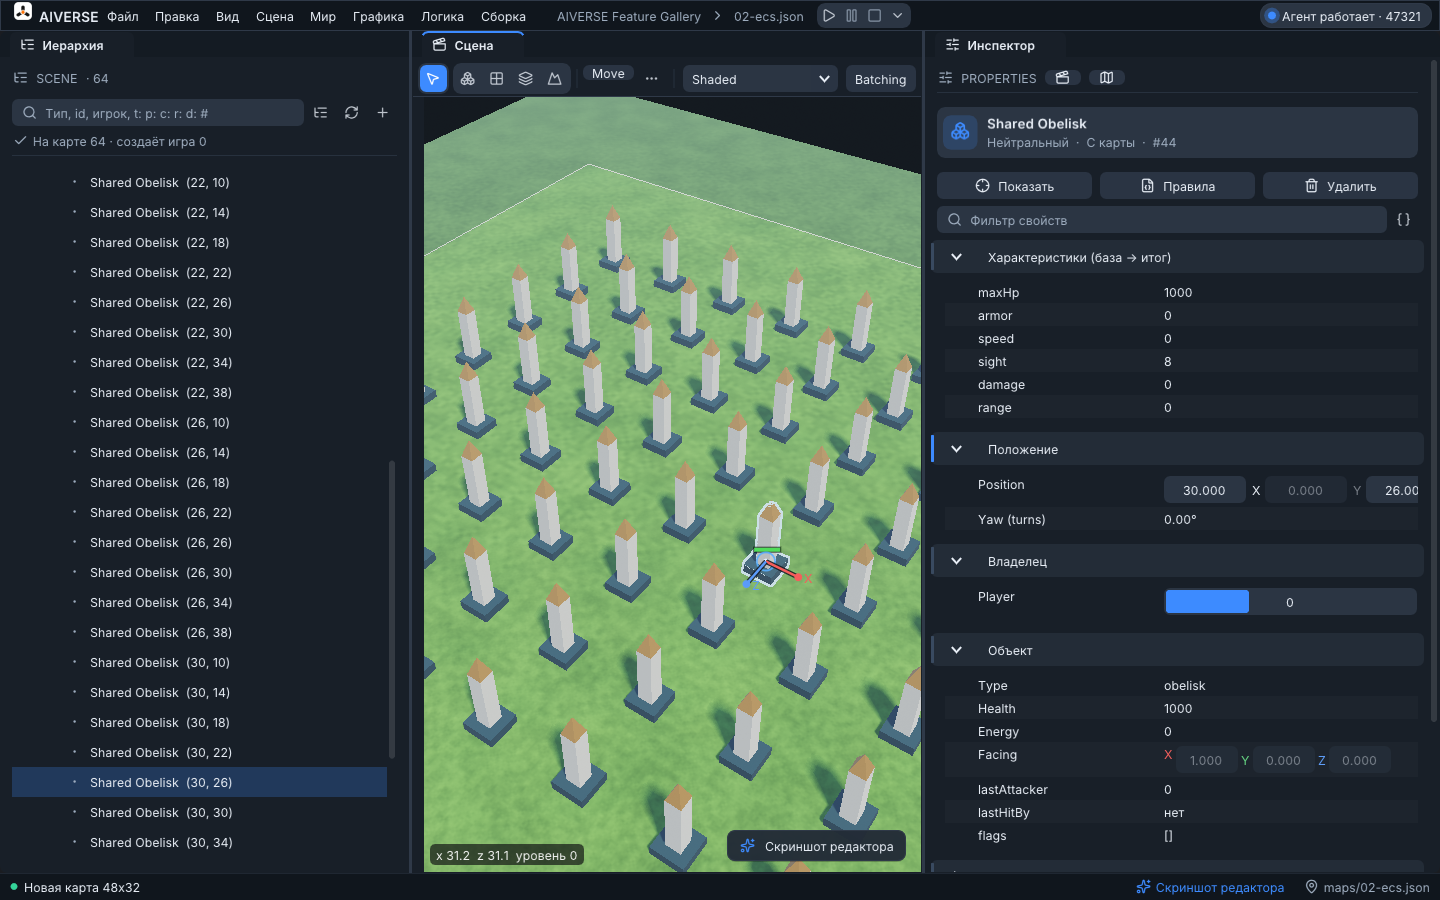 AIVERSE Файл Правка Вид Сцена Мир Графика Логика Сборка AIVERSE Feature Gallery 02-ecs.json Агент работает · 47321
Иерархия
SCENE · 64
Тип, id, игрок, t: p: c: r: d: #
На карте 64 · создаёт игра 0
Shared Obelisk (22, 10)
Shared Obelisk (22, 14)
Shared Obelisk (22, 18)
Shared Obelisk (22, 22)
Shared Obelisk (22, 26)
Shared Obelisk (22, 30)
Shared Obelisk (22, 34)
Shared Obelisk (22, 38)
Shared Obelisk (26, 10)
Shared Obelisk (26, 14)
Shared Obelisk (26, 18)
Shared Obelisk (26, 22)
Shared Obelisk (26, 26)
Shared Obelisk (26, 30)
Shared Obelisk (26, 34)
Shared Obelisk (26, 38)
Shared Obelisk (30, 10)
Shared Obelisk (30, 14)
Shared Obelisk (30, 18)
Shared Obelisk (30, 22)
Shared Obelisk (30, 26)
Shared Obelisk (30, 30)
Shared Obelisk (30, 34)
Сцена
Move ... Shaded Batching
X
x 31.2 z 31.1 уровень 0
Скриншот редактора
Инспектор
PROPERTIES
Shared Obelisk
Нейтральный · С карты · #44
Показать Правила Удалить
Фильтр свойств { }
Характеристики (база → итог)
maxHp 1000
armor 0
speed 0
sight 8
damage 0
range 0
Положение
Position 30.000 X 0.000 Y 26.00
Yaw (turns) 0.00°
Владелец
Player 0
Объект
Type obelisk
Health 1000
Energy 0
Facing X 1.000 Y 0.000 Z 0.000
lastAttacker 0
lastHitBy нет
flags []
Новая карта 48x32 Скриншот редактора maps/02-ecs.json